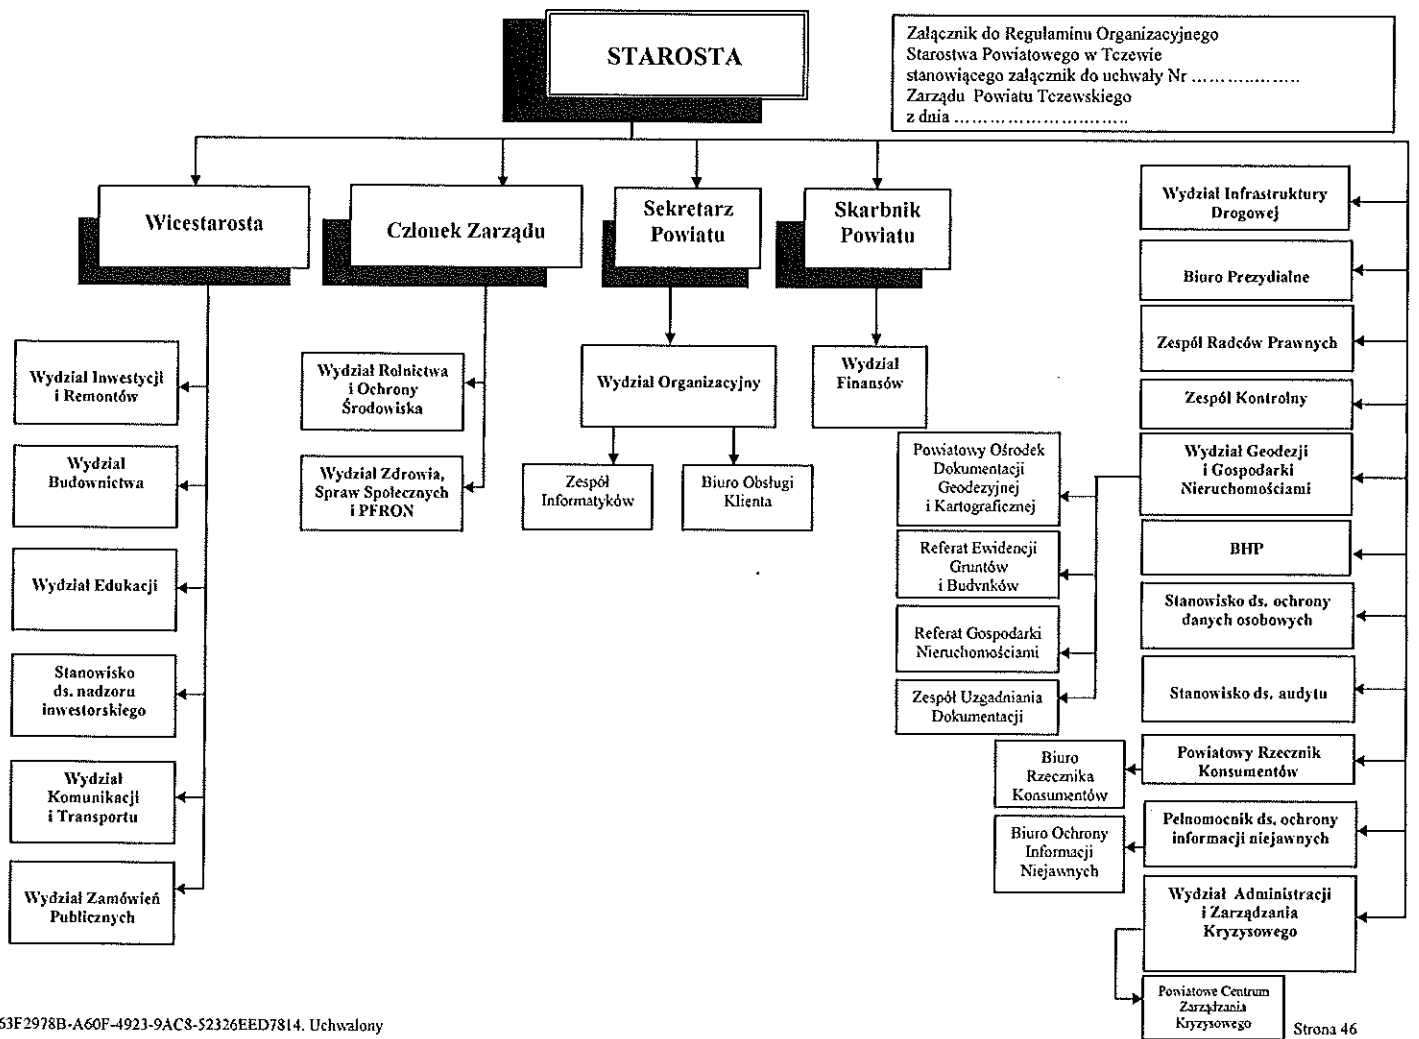 STAROSTA
Załącznik do Regulaminu Organizacyjnego
Starostwa Powiatowego w Tczewie
stanowiącego załącznik do uchwały Nr ………………..
Zarządu Powiatu Tczewskiego
z dnia …………………………..
Wicestarosta
Członek Zarządu
Sekretarz
Powiatu
Skarbnik
Powiatu
Wydział Inwestycji
i Remontów
Wydział
Budownictwa
Wydział Edukacji
Stanowisko
ds. nadzoru
inwestorskiego
Wydział
Komunikacji
i Transportu
Wydział Zamówień
Publicznych
Wydział Rolnictwa
i Ochrony
Środowiska
Wydział Zdrowia,
Spraw Społecznych
i PFRON
Wydział Organizacyjny
Zespół
Informatyków
Biuro Obsługi
Klienta
Wydział
Finansów
Wydział Infrastruktury
Drogowej
Biuro Prezydialne
Zespół Radców Prawnych
Zespół Kontrolny
Wydział Geodezji
i Gospodarki
Nieruchomościami
Powiatowy Ośrodek
Dokumentacji
Geodezyjnej
i Kartograficznej
Referat Ewidencji
Gruntów
i Budynków
Referat Gospodarki
Nieruchomościami
Zespół Uzgadniania
Dokumentacji
BHP
Stanowisko ds. ochrony
danych osobowych
Stanowisko ds. audytu
Powiatowy Rzecznik
Konsumentów
Biuro
Rzecznika
Konsumentów
Pełnomocnik ds. ochrony
informacji niejawnych
Biuro Ochrony
Informacji
Niejawnych
Wydział Administracji
i Zarządzania
Kryzysowego
Powiatowe Centrum
Zarządzania
Kryzysowego
63F2978B-A60F-4923-9AC8-52326EED7814. Uchwalony
Strona 46